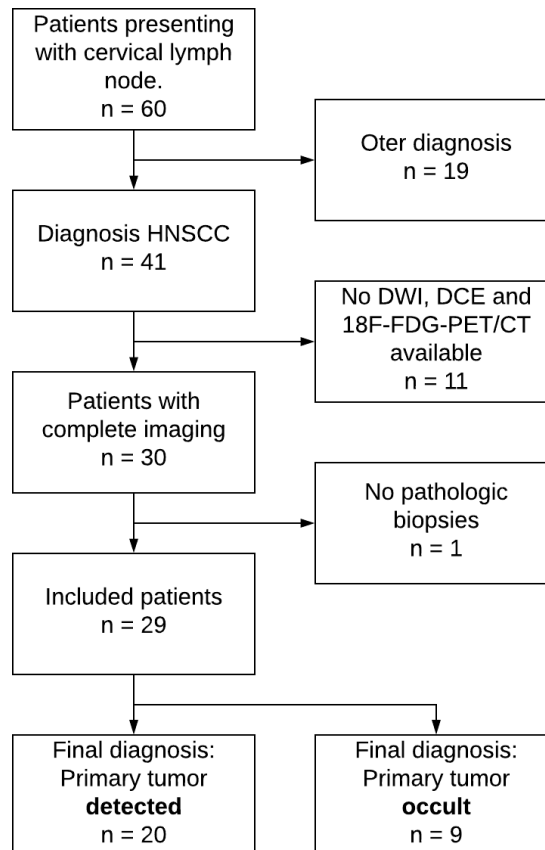 Patients presenting
with cervical lymph
node.
n = 60
Oter diagnosis
n = 19
Diagnosis HNSCC
n = 41
No DWI, DCE and
18F-FDG-PET/CT
available
n = 11
Patients with
complete imaging
n = 30
No pathologic
biopsies
n = 1
Included patients
n = 29
Final diagnosis:
Primary tumor
detected
n = 20
Final diagnosis:
Primary tumor
occult
n = 9